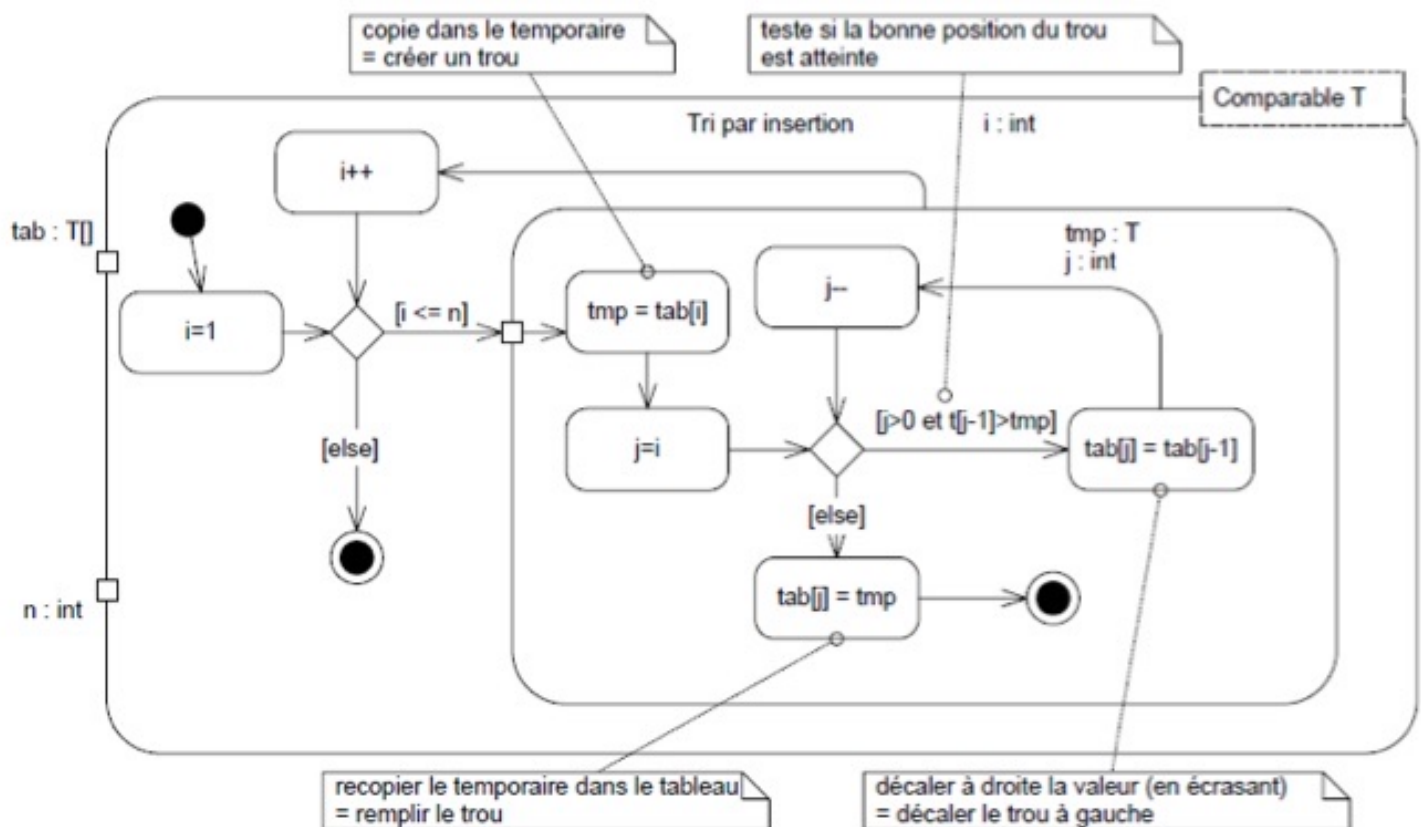 copie dans le temporaire
= créer un trou
teste si la bonne position du trou
est atteinte
Comparable T
Tri par insertion
i : int
i++
tab : T[]
tmp : T
j : int
i=1
[i <= n]
tmp = tab[i]
j--
[else]
j=i
[j>0 et t[j-1]>tmp]
tab[j] = tab[j-1]
[else]
tab[j] = tmp
n : int
recopier le temporaire dans le tableau
= remplir le trou
décaler à droite la valeur (en écrasant)
= décaler le trou à gauche